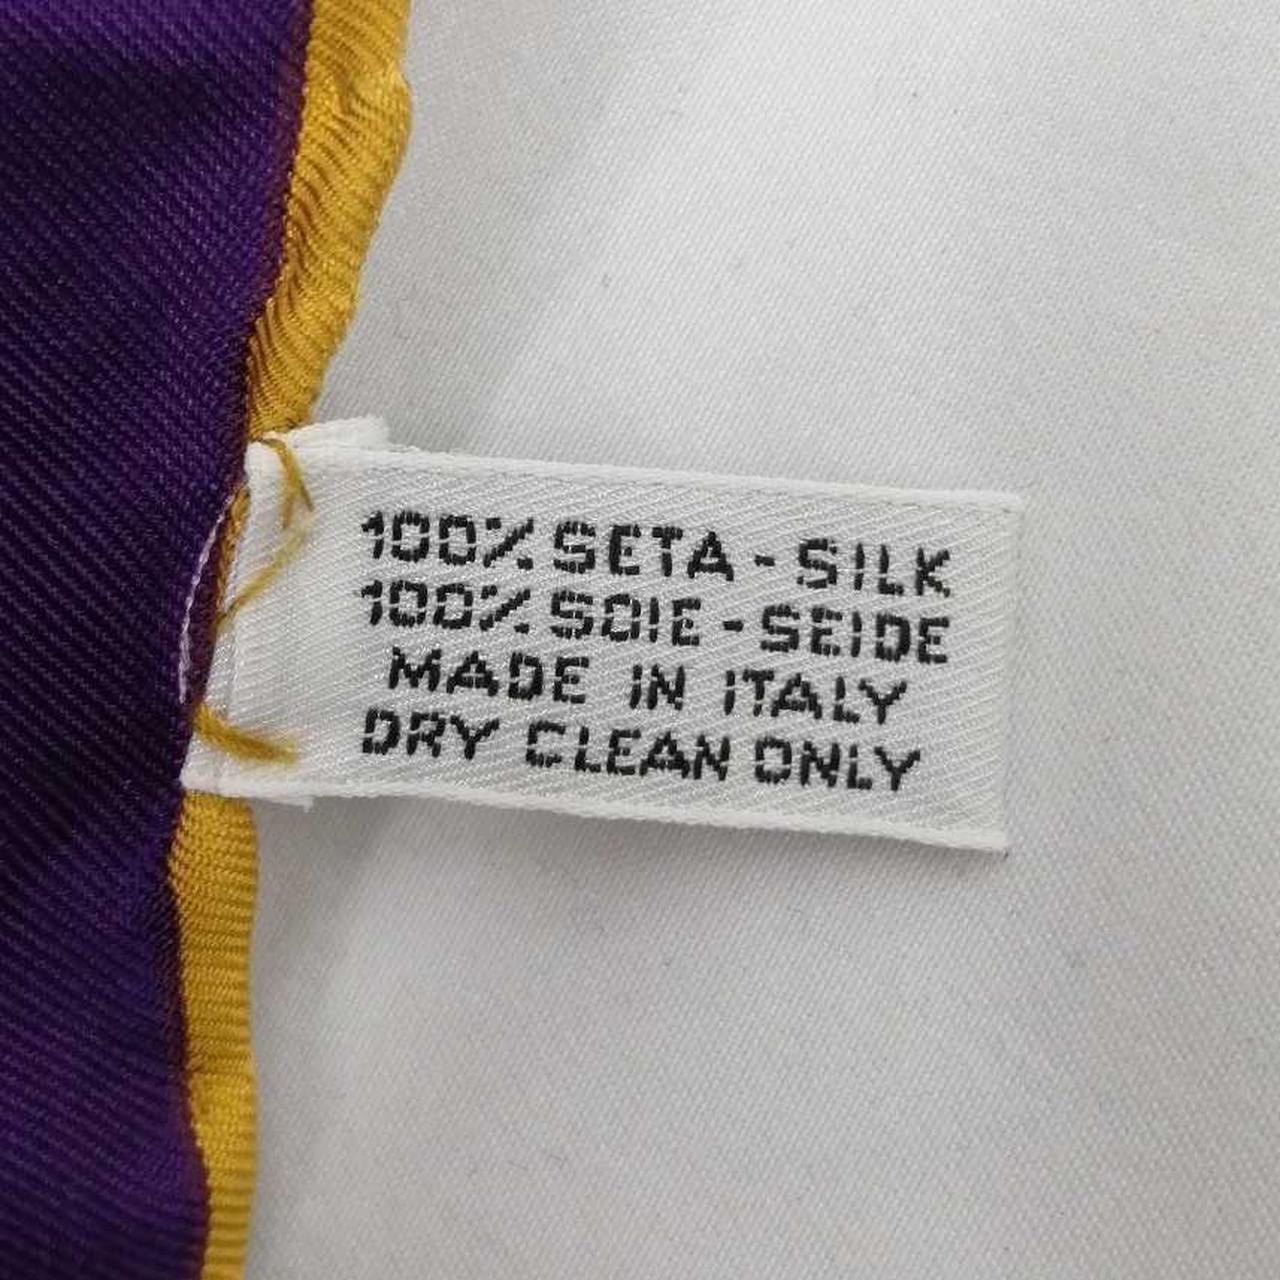 100% SETA - SILK
100% SOIE - SEIDE
MADE IN ITALY
DRY CLEAN ONLY